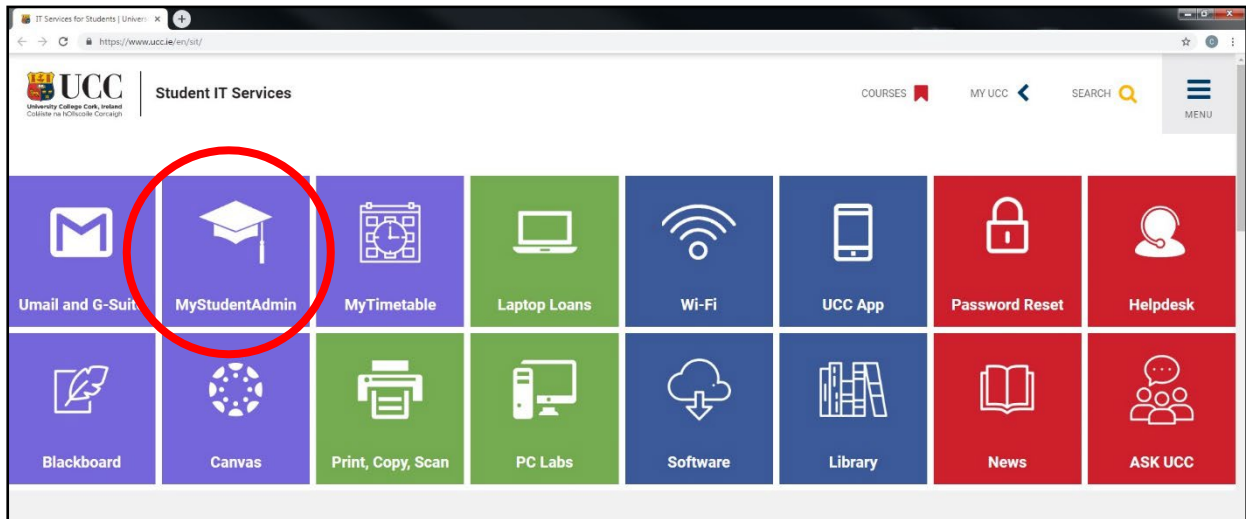 IT Services for Students | Univers
https://www.ucc.ie/en/sit/
UCC
University College Cork, Ireland
Coláiste na hOllscoile Corcaigh
Student IT Services
COURSES
MY UCC
SEARCH
MENU
Umail and G-Suit
MyStudentAdmin
MyTimetable
Laptop Loans
Wi-Fi
UCC App
Password Reset
Helpdesk
Blackboard
Canvas
Print, Copy, Scan
PC Labs
Software
Library
News
ASK UCC